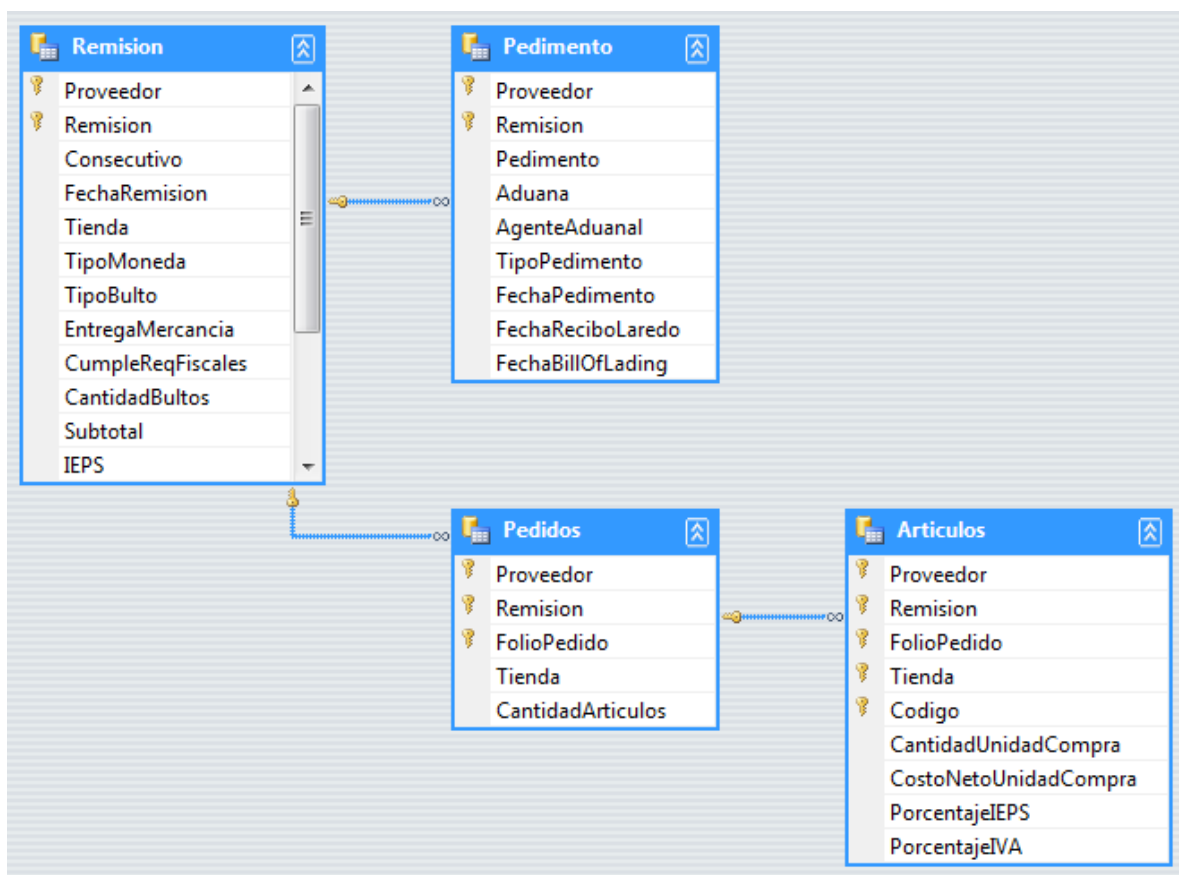 Remision
Proveedor
Remision
Consecutivo
FechaRemision
Tienda
TipoMoneda
TipoBulto
EntregaMercancia
CumpleReqFiscales
CantidadBultos
Subtotal
IEPS
Pedimento
Proveedor
Remision
Pedimento
Aduana
AgenteAduanal
TipoPedimento
FechaPedimento
FechaReciboLaredo
FechaBillOfLading
Pedidos
Proveedor
Remision
FolioPedido
Tienda
CantidadArticulos
Articulos
Proveedor
Remision
FolioPedido
Tienda
Codigo
CantidadUnidadCompra
CostoNetoUnidadCompra
PorcentajeIEPS
PorcentajeIVA